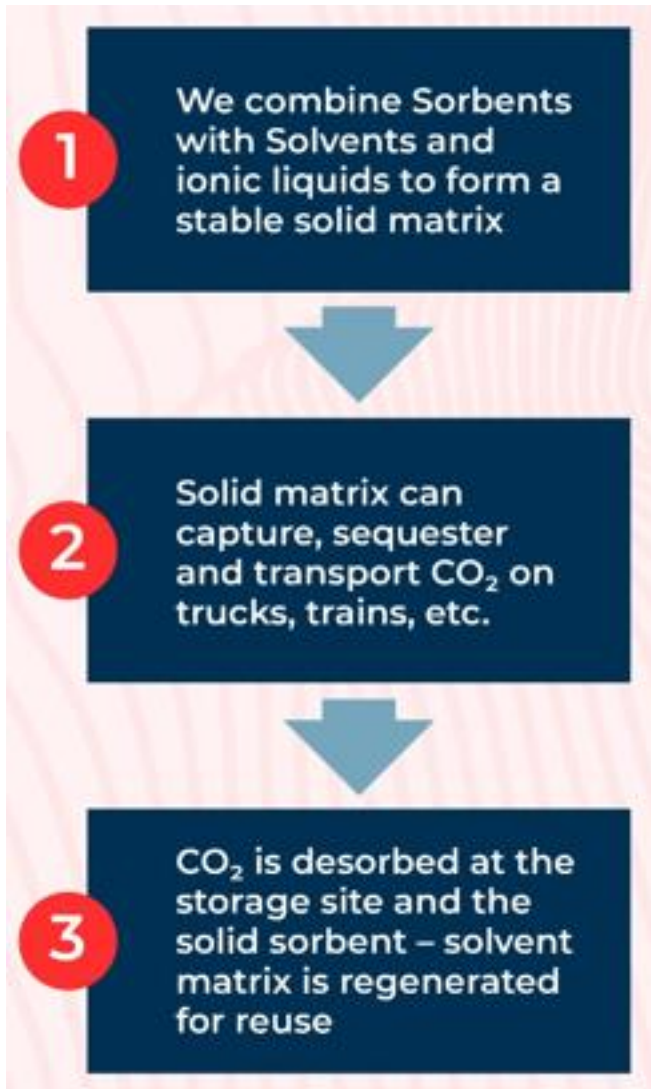 1
We combine Sorbents
with Solvents and
ionic liquids to form a
stable solid matrix
2
Solid matrix can
capture, sequester
and transport CO₂ on
trucks, trains, etc.
3
CO₂ is desorbed at the
storage site and the
solid sorbent – solvent
matrix is regenerated
for reuse